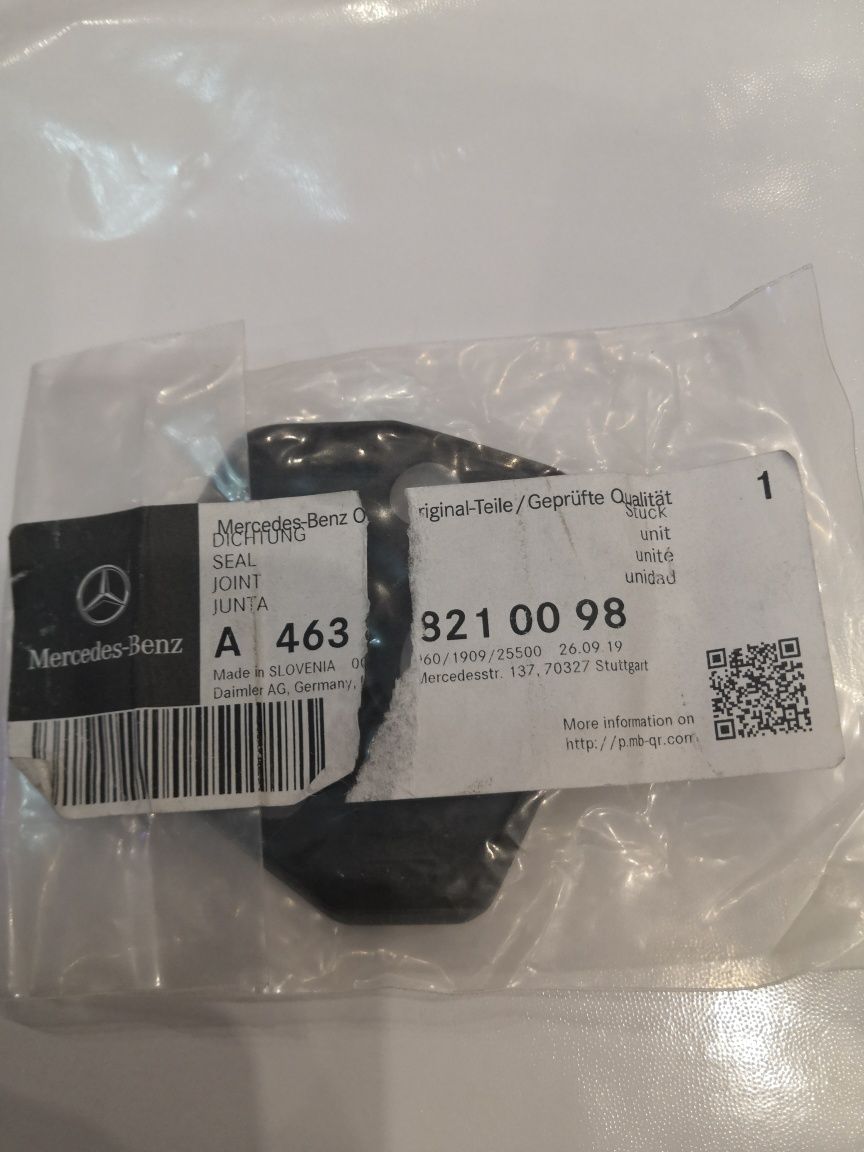 Mercedes-Benz O riginal-Teile/Geprüfte Qualität 1
DICHTUNG Stück
SEAL unit
JOINT unité
JUNTA unidad
A 463 821 00 98
Mercedes-Benz
Made in SLOVENIA 00 60/1909/25500 26.09.19
Daimler AG, Germany, Mercedesstr. 137, 70327 Stuttgart
More information on
http://p.mb-qr.com